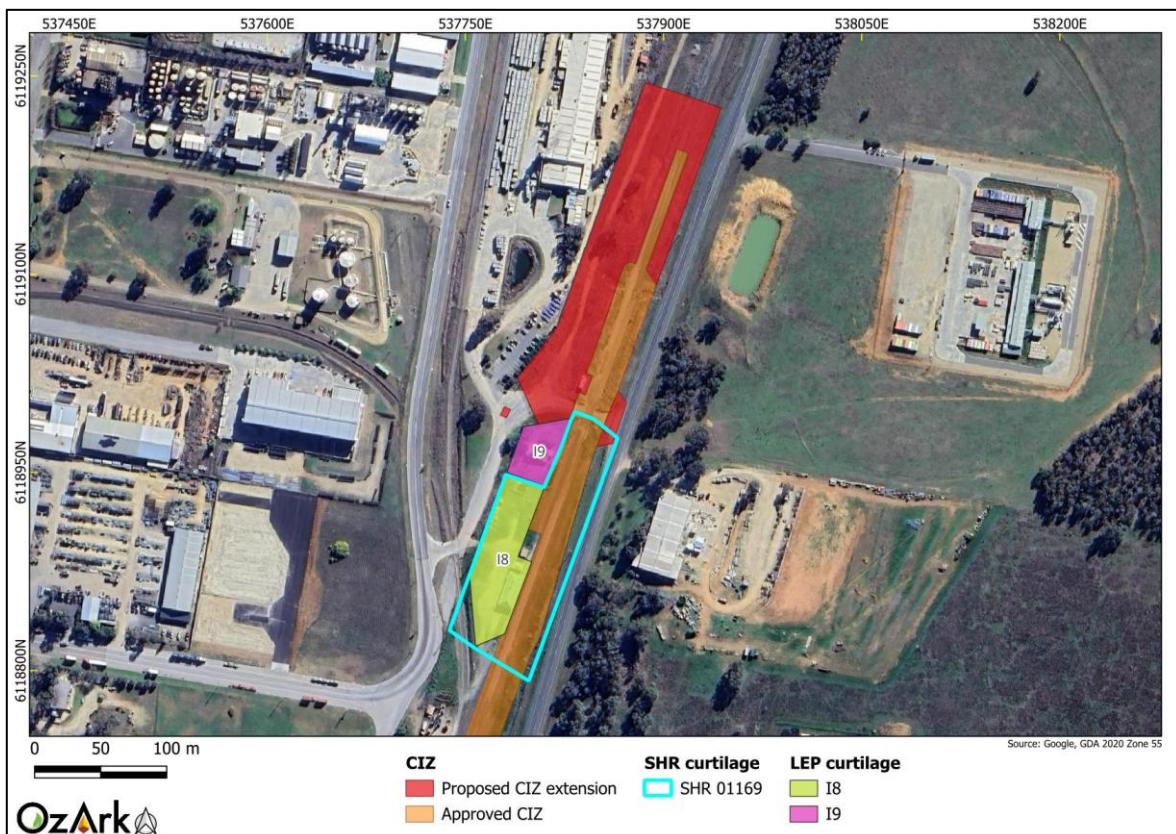 537450E 537600E 537750E 537900E 538050E 538200E
6119250N
6119100N
6118950N
6118800N
I9
I8
0 50 100 m
Source: Google, GDA 2020 Zone 55
CIZ SHR curtilage LEP curtilage
Proposed CIZ extension SHR 01169 I8
Approved CIZ I9
OzArk